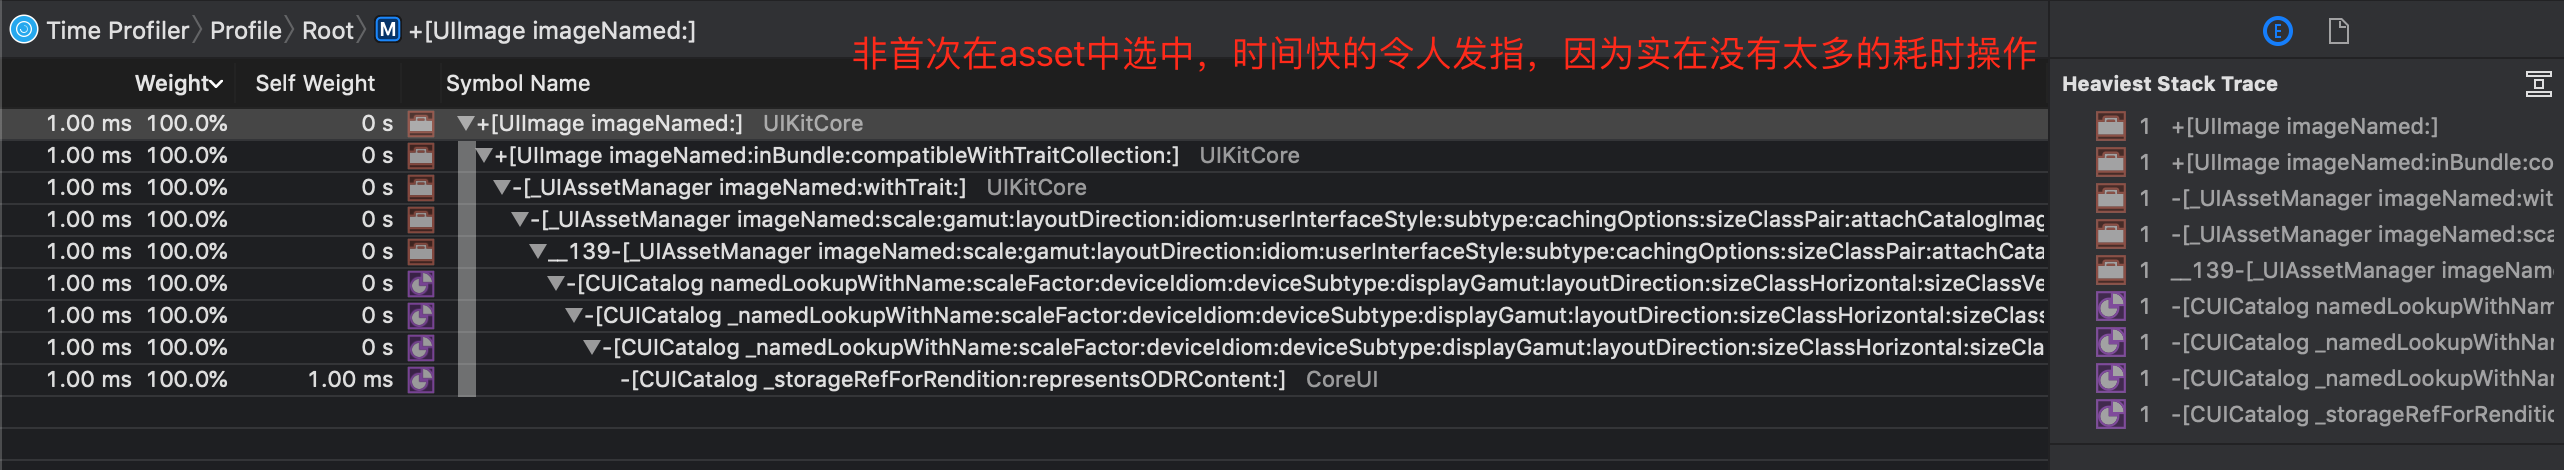 Time Profiler Profile Root M +[UIImage imageNamed:]
非首次在asset中选中，时间快的令人发指，因为实在没有太多的耗时操作
E
Weight Self Weight Symbol Name
1.00 ms 100.0% 0 s +[UIImage imageNamed:] UIKitCore
1.00 ms 100.0% 0 s +[UIImage imageNamed:inBundle:compatibleWithTraitCollection:] UIKitCore
1.00 ms 100.0% 0 s -[_UIAssetManager imageNamed:withTrait:] UIKitCore
1.00 ms 100.0% 0 s -[_UIAssetManager imageNamed:scale:gamut:layoutDirection:idiom:userInterfaceStyle:subtype:cachingOptions:sizeClassPair:attachCatalogImag
1.00 ms 100.0% 0 s __139-[_UIAssetManager imageNamed:scale:gamut:layoutDirection:idiom:userInterfaceStyle:subtype:cachingOptions:sizeClassPair:attachCata
1.00 ms 100.0% 0 s -[CUICatalog namedLookupWithName:scaleFactor:deviceIdiom:deviceSubtype:displayGamut:layoutDirection:sizeClassHorizontal:sizeClassVe
1.00 ms 100.0% 0 s -[CUICatalog _namedLookupWithName:scaleFactor:deviceIdiom:deviceSubtype:displayGamut:layoutDirection:sizeClassHorizontal:sizeClass
1.00 ms 100.0% 0 s -[CUICatalog _namedLookupWithName:scaleFactor:deviceIdiom:deviceSubtype:displayGamut:layoutDirection:sizeClassHorizontal:sizeCla
1.00 ms 100.0% 1.00 ms -[CUICatalog _storageRefForRendition:representsODRContent:] CoreUI
Heaviest Stack Trace
1 +[UIImage imageNamed:]
1 +[UIImage imageNamed:inBundle:co
1 -[_UIAssetManager imageNamed:wit
1 -[_UIAssetManager imageNamed:sca
1 __139-[_UIAssetManager imageNam
1 -[CUICatalog namedLookupWithNam
1 -[CUICatalog _namedLookupWithNa
1 -[CUICatalog _namedLookupWithNa
1 -[CUICatalog _storageRefForRenditio